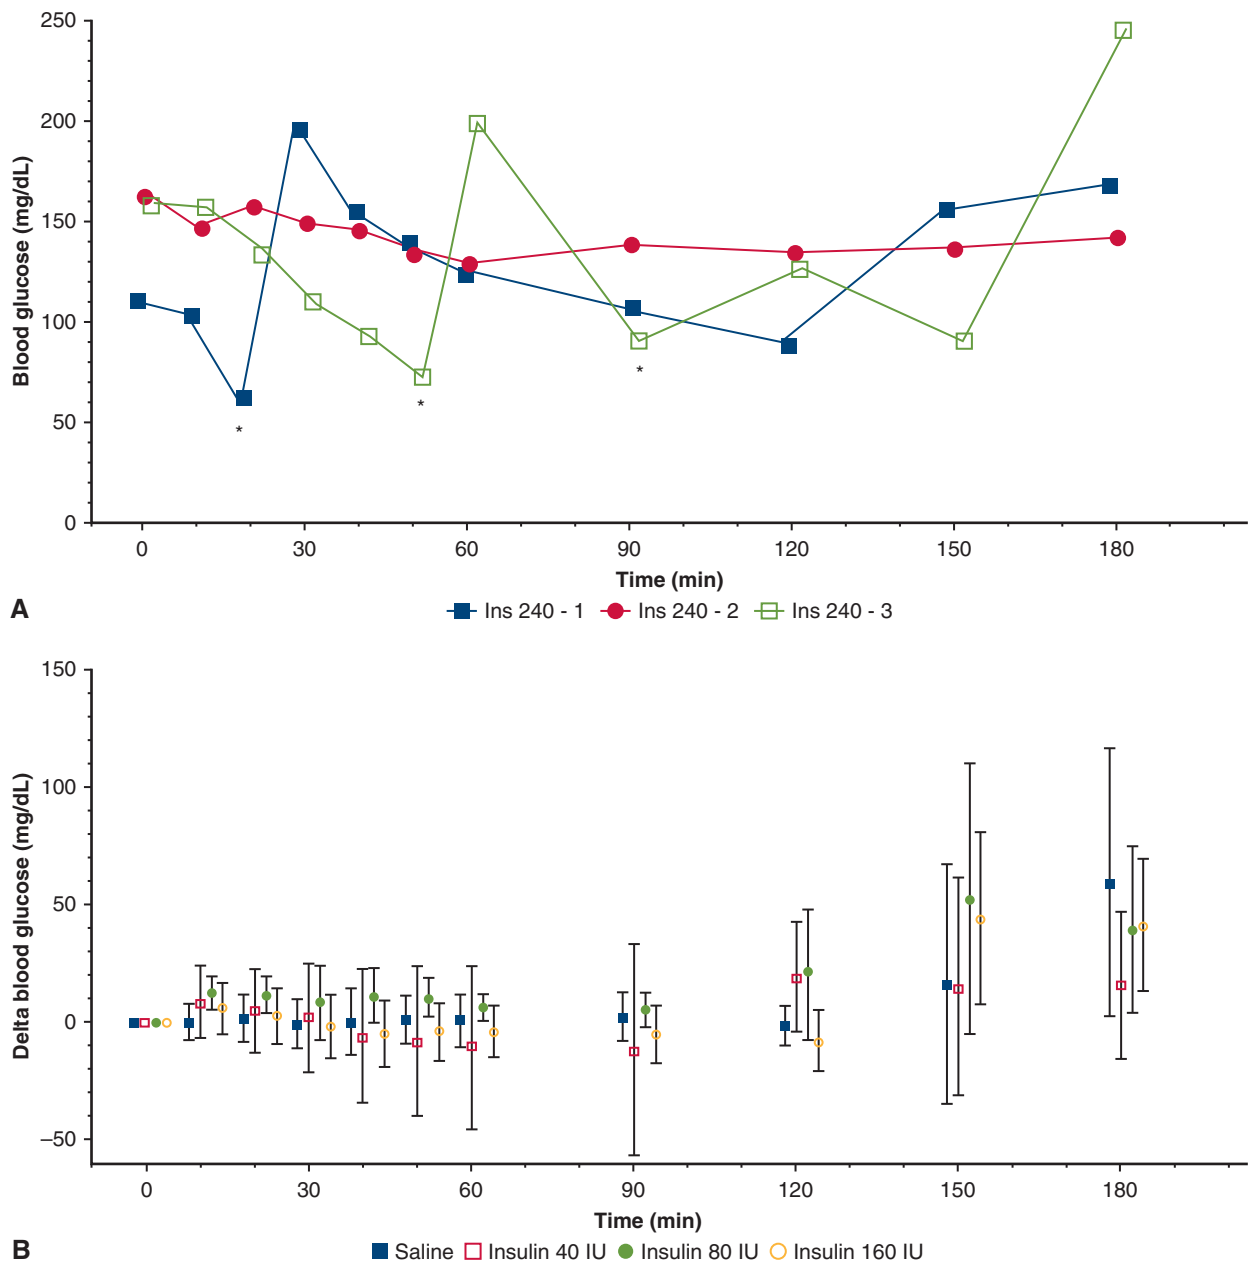 250
200
150
100
50
0
Blood glucose (mg/dL)
*
*
*
0 30 60 90 120 150 180
Time (min)
A
Ins 240 - 1 Ins 240 - 2 Ins 240 - 3
150
100
50
0
–50
Delta blood glucose (mg/dL)
0 30 60 90 120 150 180
Time (min)
B
Saline Insulin 40 IU Insulin 80 IU Insulin 160 IU